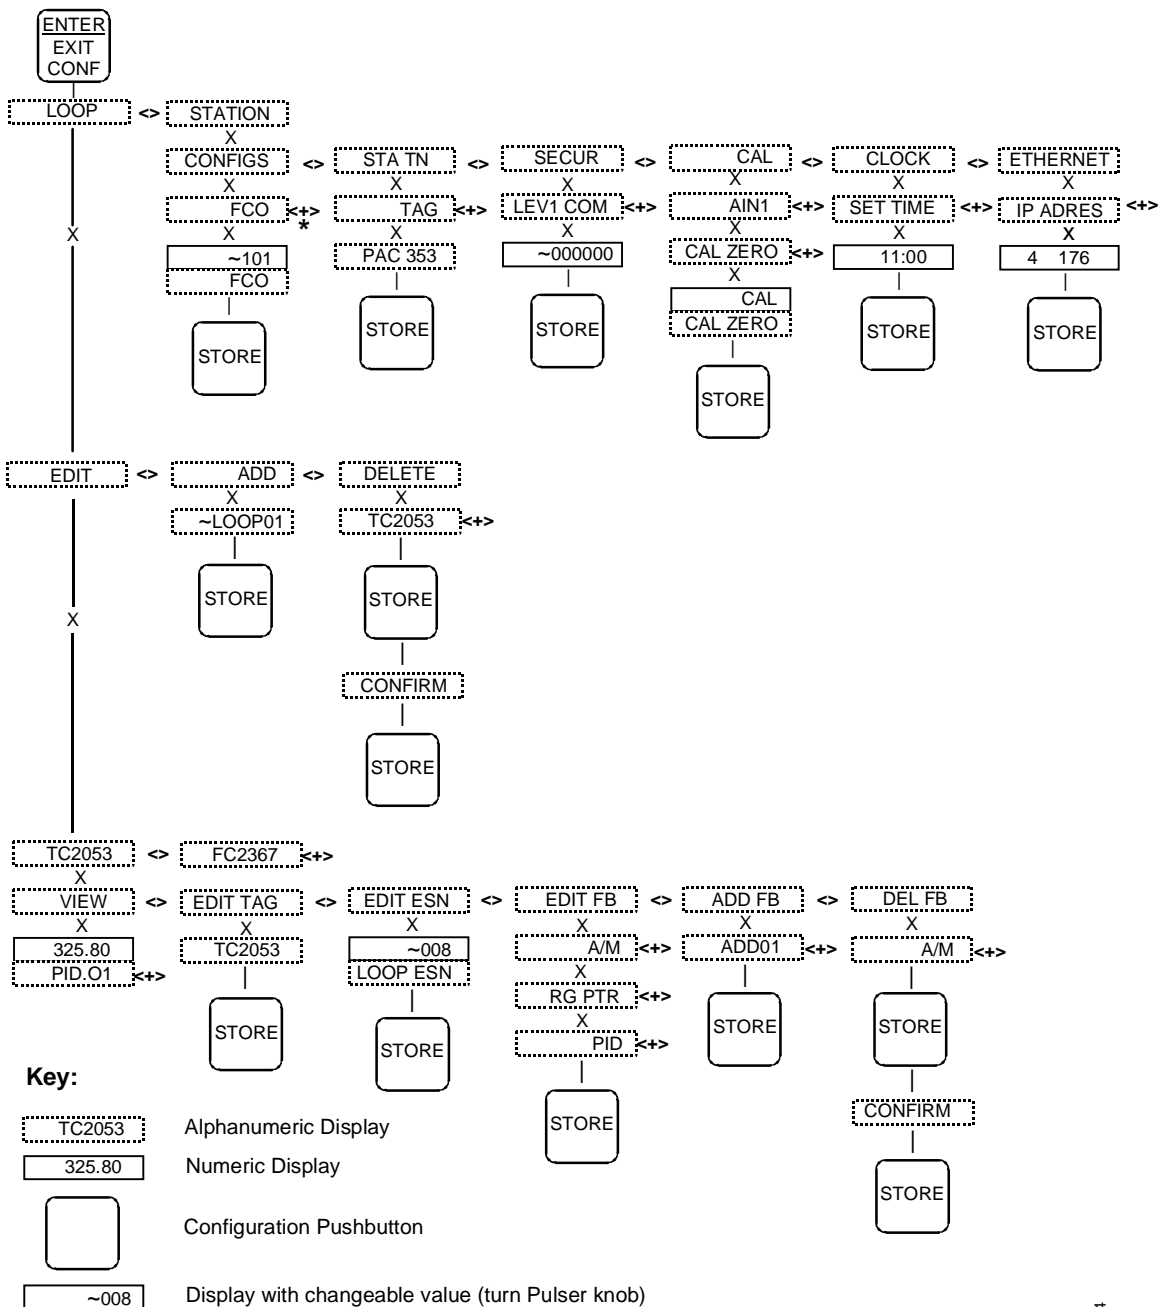 ENTER
EXIT
CONF
LOOP <> STATION
X
CONFIGS <> STA TN <> SECUR <> CAL <> CLOCK <> ETHERNET
X X X X X X
FCO <+> TAG <+> LEV1 COM <+> AIN1 <+> SET TIME <+> IP ADRES <+>
*
X X X X X X X
~101 PAC 353 ~000000 CAL ZERO <+> 11:00 4 176
FCO X
CAL
CAL ZERO
STORE STORE STORE STORE STORE
STORE
EDIT <> ADD <> DELETE
X X
~LOOP01 TC2053 <+>
STORE STORE
X
CONFIRM
STORE
TC2053 <> FC2367 <+>
X
VIEW <> EDIT TAG <> EDIT ESN <> EDIT FB <> ADD FB <> DEL FB
X X X X X X
325.80 TC2053 ~008 A/M <+> ADD01 <+> A/M <+>
PID.O1 <+> LOOP ESN X
RG PTR <+>
X
PID <+>
STORE STORE STORE STORE
STORE
CONFIRM
STORE
Key:
TC2053 Alphanumeric Display
325.80 Numeric Display
Configuration Pushbutton
~008 Display with changeable value (turn Pulser knob)